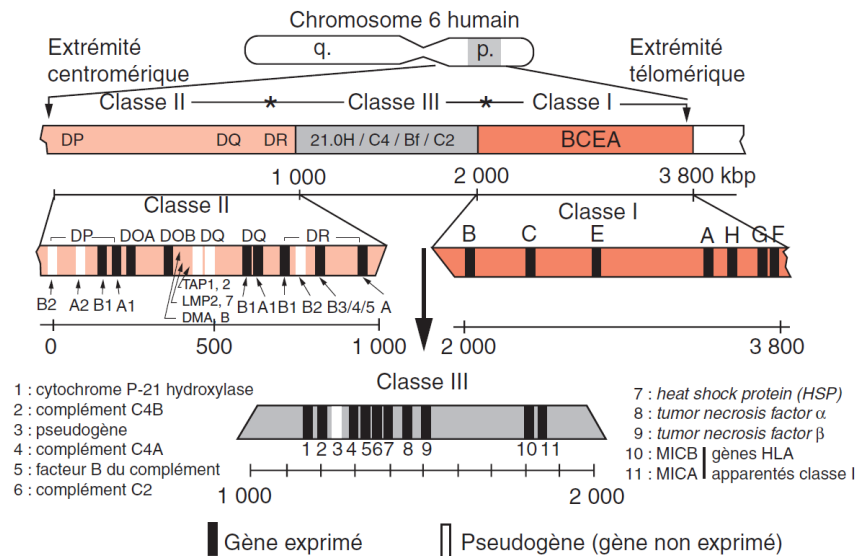 Chromosome 6 humain
Extrémité centromérique
q.
p.
Extrémité télomérique
Classe II
*
Classe III
*
Classe I
DP DQ DR
21.0H / C4 / Bf / C2
BCEA
1 000
2 000
3 800 kbp
Classe II
Classe I
DP DOA DOB DQ DQ DR
B C E A H G F
TAP1, 2
LMP2, 7
DMA, B
B2 A2 B1 A1 B1 A1 B1 B2 B3/4/5 A
0 500 1 000
2 000 3 800
Classe III
1 : cytochrome P-21 hydroxylase
2 : complément C4B
3 : pseudogène
4 : complément C4A
5 : facteur B du complément
6 : complément C2
1 2 3 4 5 6 7 8 9 10 11
1 000 2 000
7 : heat shock protein (HSP)
8 : tumor necrosis factor α
9 : tumor necrosis factor β
10 : MICB
11 : MICA
gènes HLA
apparentés classe I
Gène exprimé
Pseudogène (gène non exprimé)